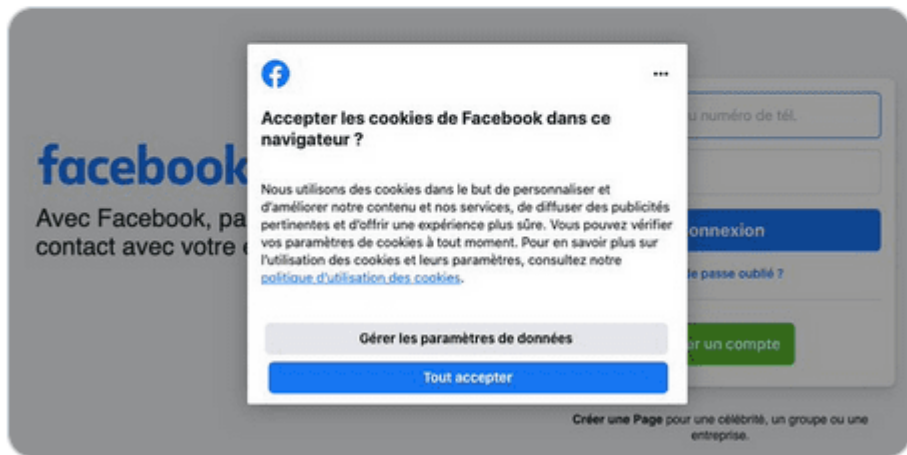 Accepter les cookies de Facebook dans ce
navigateur ?
Nous utilisons des cookies dans le but de personnaliser et
d'améliorer notre contenu et nos services, de diffuser des publicités
pertinentes et d'offrir une expérience plus sûre. Vous pouvez vérifier
vos paramètres de cookies à tout moment. Pour en savoir plus sur
l'utilisation des cookies et leurs paramètres, consultez notre
politique d'utilisation des cookies.
Gérer les paramètres de données
Tout accepter
facebook
Avec Facebook, pa
contact avec votre e
u numéro de tél.
onnexion
le passe oublié ?
er un compte
Créer une Page pour une célébrité, un groupe ou une
entreprise.